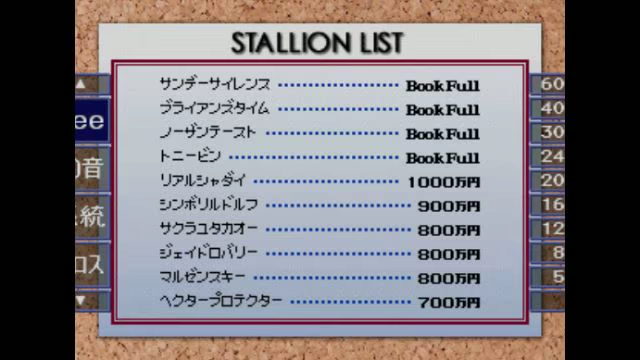 STALLION LIST
サンデーサイレンス BookFull
ブライアンズタイム BookFull
ノーザンテースト BookFull
トニービン BookFull
リアルシャダイ 1000万円
シンボリルドルフ 900万円
サクラユタカオー 800万円
ジェイドロバリー 800万円
マルゼンスキー 800万円
ヘクタープロテクター 700万円
ee
音
統
ロス
60
40
30
24
20
16
12
8
5